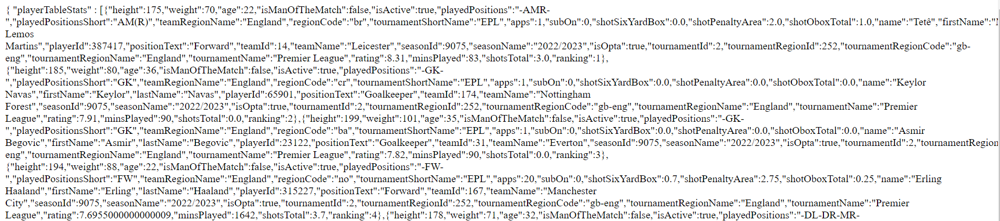 { "playerTableStats" : [{"height":175,"weight":70,"age":22,"isManOfTheMatch":false,"isActive":true,"playedPositions":"-AMR-
","playedPositionsShort":"AM(R)","teamRegionName":"England","regionCode":"br","tournamentShortName":"EPL","apps":1,"subOn":0,"shotSixYardBox":0.0,"shotPenaltyArea":2.0,"shotOboxTotal":1.0,"name":"Tetê","firstName":"
Lemos
Martins","playerId":387417,"positionText":"Forward","teamId":14,"teamName":"Leicester","seasonId":9075,"seasonName":"2022/2023","isOpta":true,"tournamentId":2,"tournamentRegionId":252,"tournamentRegionCode":"gb-
eng","tournamentRegionName":"England","tournamentName":"Premier League","rating":8.31,"minsPlayed":83,"shotsTotal":3.0,"ranking":1},
{"height":185,"weight":80,"age":36,"isManOfTheMatch":false,"isActive":true,"playedPositions":"-GK-
","playedPositionsShort":"GK","teamRegionName":"England","regionCode":"cr","tournamentShortName":"EPL","apps":1,"subOn":0,"shotSixYardBox":0.0,"shotPenaltyArea":0.0,"shotOboxTotal":0.0,"name":"Keylor
Navas","firstName":"Keylor","lastName":"Navas","playerId":65901,"positionText":"Goalkeeper","teamId":174,"teamName":"Nottingham
Forest","seasonId":9075,"seasonName":"2022/2023","isOpta":true,"tournamentId":2,"tournamentRegionId":252,"tournamentRegionCode":"gb-eng","tournamentRegionName":"England","tournamentName":"Premier
League","rating":7.91,"minsPlayed":90,"shotsTotal":0.0,"ranking":2},{"height":199,"weight":101,"age":35,"isManOfTheMatch":false,"isActive":true,"playedPositions":"-GK-
","playedPositionsShort":"GK","teamRegionName":"England","regionCode":"ba","tournamentShortName":"EPL","apps":1,"subOn":0,"shotSixYardBox":0.0,"shotPenaltyArea":0.0,"shotOboxTotal":0.0,"name":"Asmir
Begovic","firstName":"Asmir","lastName":"Begovic","playerId":23122,"positionText":"Goalkeeper","teamId":31,"teamName":"Everton","seasonId":9075,"seasonName":"2022/2023","isOpta":true,"tournamentId":2,"tournamentRegion
eng","tournamentRegionName":"England","tournamentName":"Premier League","rating":7.82,"minsPlayed":90,"shotsTotal":0.0,"ranking":3},
{"height":194,"weight":88,"age":22,"isManOfTheMatch":false,"isActive":true,"playedPositions":"-FW-
","playedPositionsShort":"FW","teamRegionName":"England","regionCode":"no","tournamentShortName":"EPL","apps":20,"subOn":0,"shotSixYardBox":0.7,"shotPenaltyArea":2.75,"shotOboxTotal":0.25,"name":"Erling
Haaland","firstName":"Erling","lastName":"Haaland","playerId":315227,"positionText":"Forward","teamId":167,"teamName":"Manchester
City","seasonId":9075,"seasonName":"2022/2023","isOpta":true,"tournamentId":2,"tournamentRegionId":252,"tournamentRegionCode":"gb-eng","tournamentRegionName":"England","tournamentName":"Premier
League","rating":7.6955000000000009,"minsPlayed":1642,"shotsTotal":3.7,"ranking":4},{"height":178,"weight":71,"age":32,"isManOfTheMatch":false,"isActive":true,"playedPositions":"-DL-DR-MR-